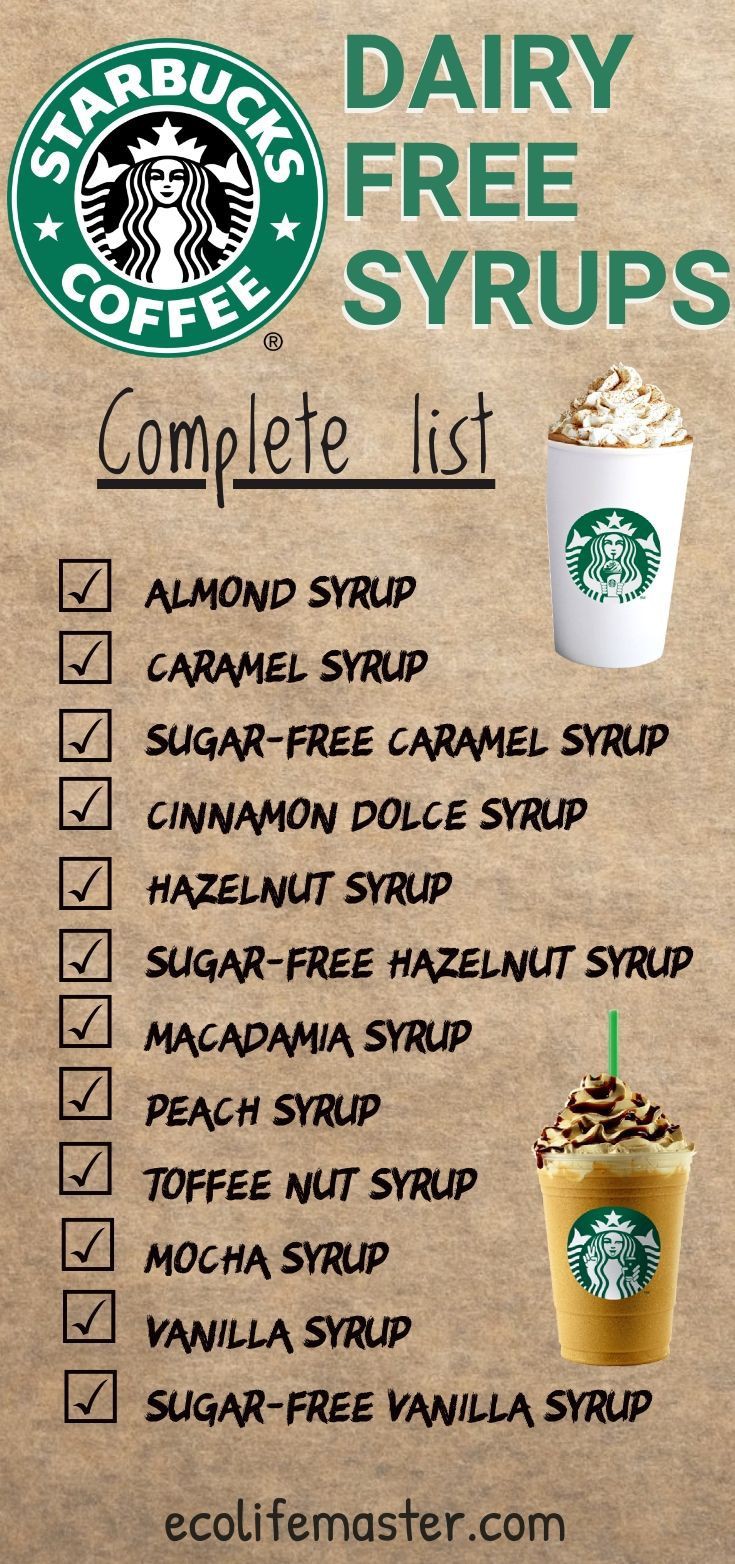 STARBUCKS
COFFEE
®
DAIRY
FREE
SYRUPS
Complete list
ALMOND SYRUP
CARAMEL SYRUP
SUGAR-FREE CARAMEL SYRUP
CINNAMON DOLCE SYRUP
HAZELNUT SYRUP
SUGAR-FREE HAZELNUT SYRUP
MACADAMIA SYRUP
PEACH SYRUP
TOFFEE NUT SYRUP
MOCHA SYRUP
VANILLA SYRUP
SUGAR-FREE VANILLA SYRUP
ecolifemaster.com